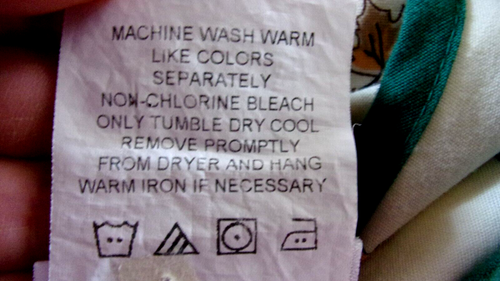 MACHINE WASH WARM
LIKE COLORS
SEPARATELY
NON-CHLORINE BLEACH
ONLY TUMBLE DRY COOL
REMOVE PROMPTLY
FROM DRYER AND HANG
WARM IRON IF NECESSARY